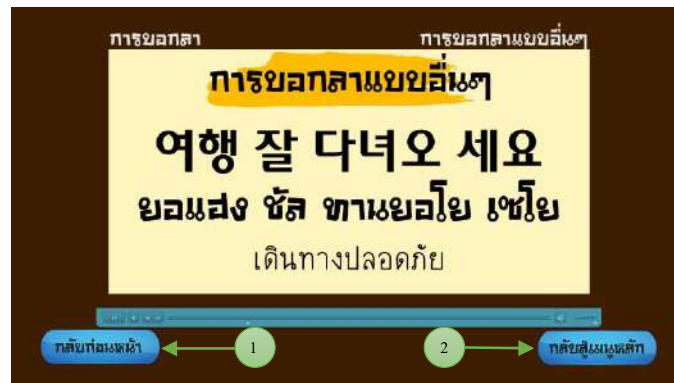 การบอกลา
การบอกลาแบบอื่นๆ
การบอกลาแบบอื่นๆ
여행 잘 다녀오 세요
ยอแฮง ชัล ทานยอโย เซโย
เดินทางปลอดภัย
กลับก่อนหน้า
1
2
กลับสู่เมนูหลัก